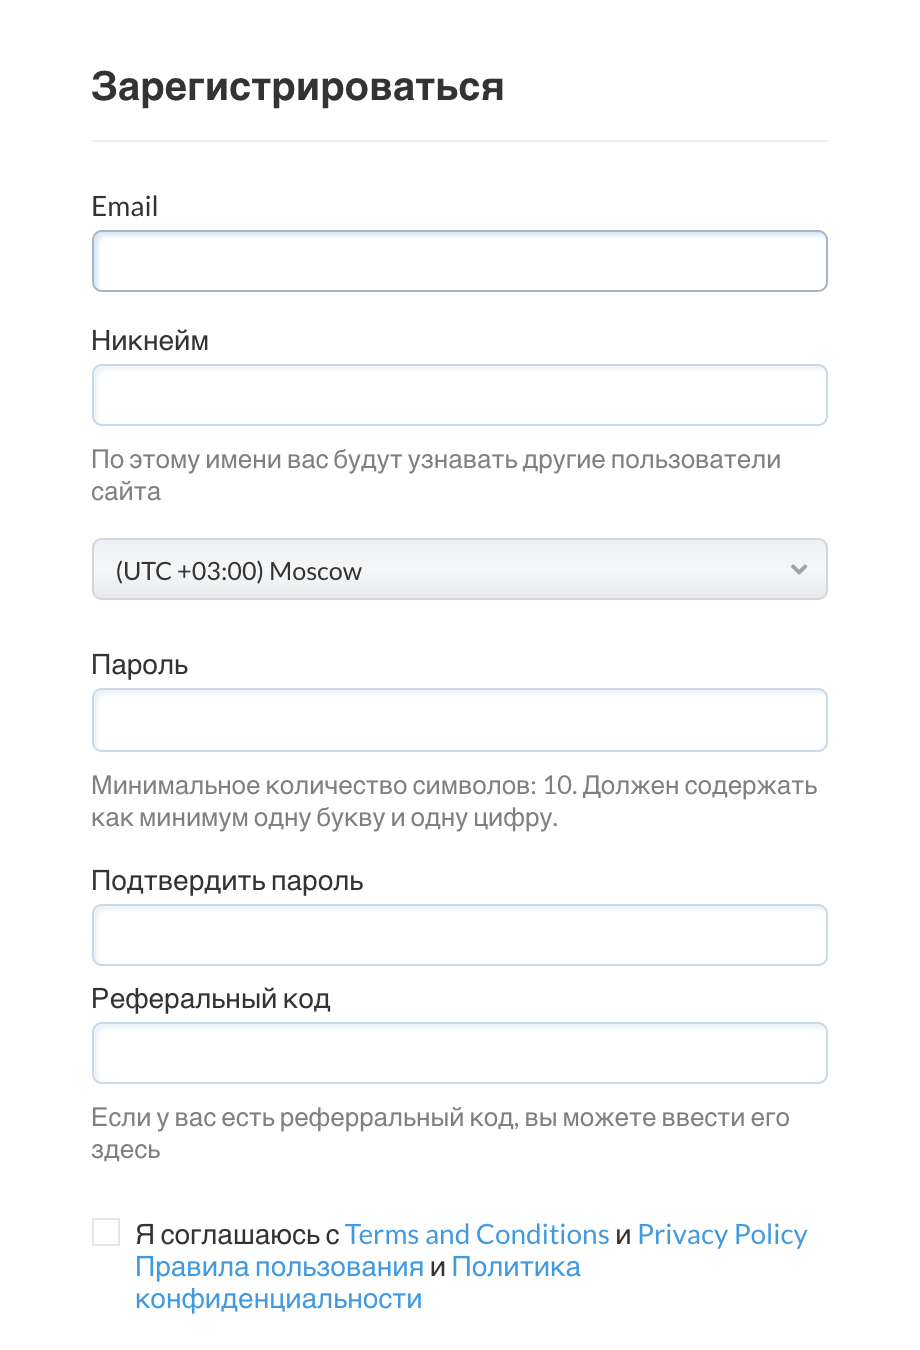 Зарегистрироваться
Email
Никнейм
По этому имени вас будут узнавать другие пользователи
сайта
(UTC +03:00) Moscow
Пароль
Минимальное количество символов: 10. Должен содержать
как минимум одну букву и одну цифру.
Подтвердить пароль
Реферальный код
Если у вас есть реферральный код, вы можете ввести его
здесь
Я соглашаюсь с Terms and Conditions и Privacy Policy
Правила пользования и Политика
конфиденциальности